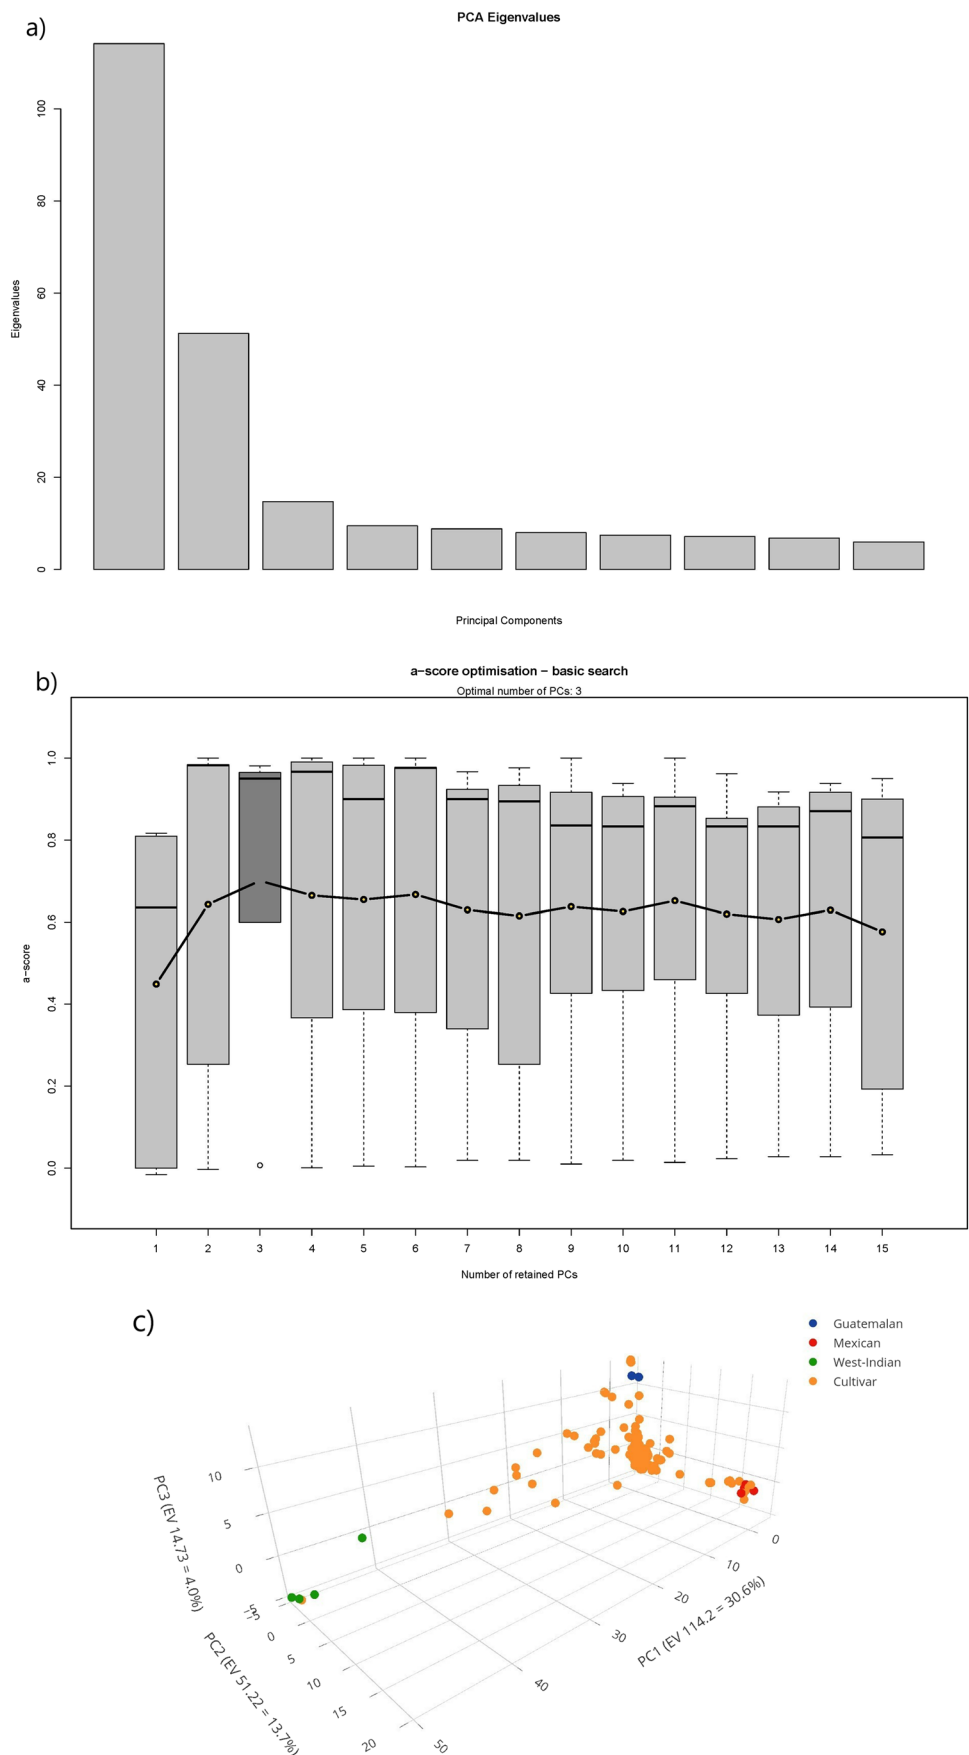 a)
PCA Eigenvalues
100
80
60
40
20
0
Eigenvalues
Principal Components
b)
a−score optimisation − basic search
Optimal number of PCs: 3
1.0
0.8
0.6
0.4
0.2
0.0
a−score
1 2 3 4 5 6 7 8 9 10 11 12 13 14 15
Number of retained PCs
c)
Guatemalan
Mexican
West-Indian
Cultivar
10
5
0
PC3 (EV 14.73 = 4.0%)
0
5
10
15
20
PC2 (EV 51.22 = 13.7%)
0
10
20
30
40
50
PC1 (EV 114.2 = 30.6%)